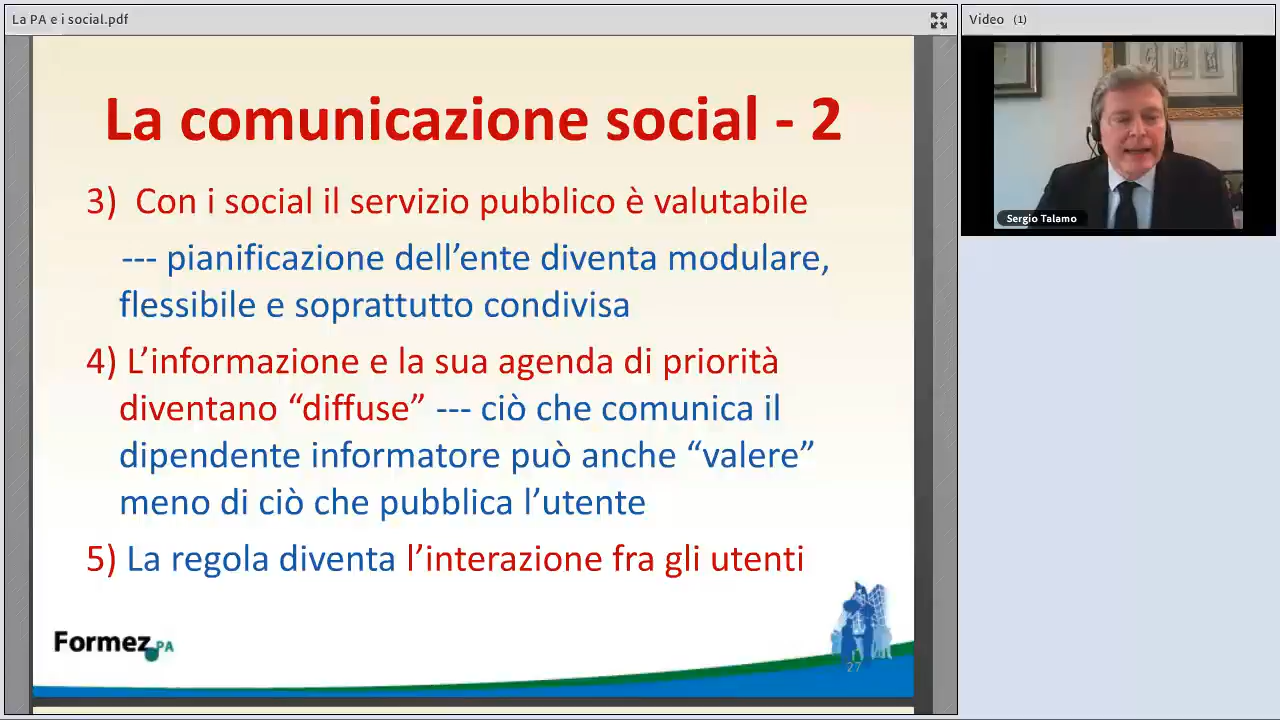 La PA e i social.pdf
Video (1)
La comunicazione social - 2
3) Con i social il servizio pubblico è valutabile
--- pianificazione dell’ente diventa modulare,
flessibile e soprattutto condivisa
4) L’informazione e la sua agenda di priorità
diventano “diffuse” --- ciò che comunica il
dipendente informatore può anche “valere”
meno di ciò che pubblica l’utente
5) La regola diventa l’interazione fra gli utenti
Formez PA
27
Sergio Talamo